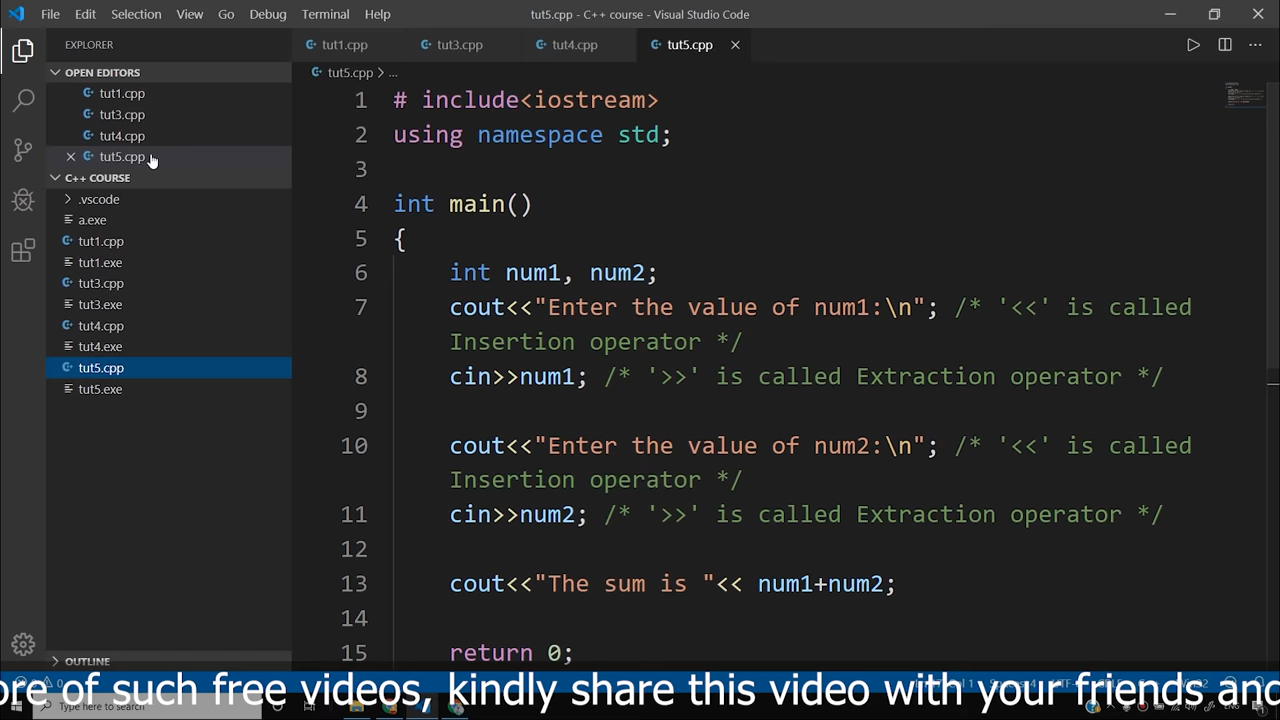 File Edit Selection View Go Debug Terminal Help
tut5.cpp - C++ course - Visual Studio Code
EXPLORER
tut1.cpp tut3.cpp tut4.cpp tut5.cpp
OPEN EDITORS
tut1.cpp
tut3.cpp
tut4.cpp
tut5.cpp
C++ COURSE
.vscode
a.exe
tut1.cpp
tut1.exe
tut3.cpp
tut3.exe
tut4.cpp
tut4.exe
tut5.cpp
tut5.exe
OUTLINE
tut5.cpp > ...
1 # include<iostream>
2 using namespace std;
3
4 int main()
5 {
6 int num1, num2;
7 cout<<"Enter the value of num1:\n"; /* '<<' is called
Insertion operator */
8 cin>>num1; /* '>>' is called Extraction operator */
9
10 cout<<"Enter the value of num2:\n"; /* '<<' is called
Insertion operator */
11 cin>>num2; /* '>>' is called Extraction operator */
12
13 cout<<"The sum is "<< num1+num2;
14
15 return 0;
ore of such free videos, kindly share this video with your friends and
Type here to search